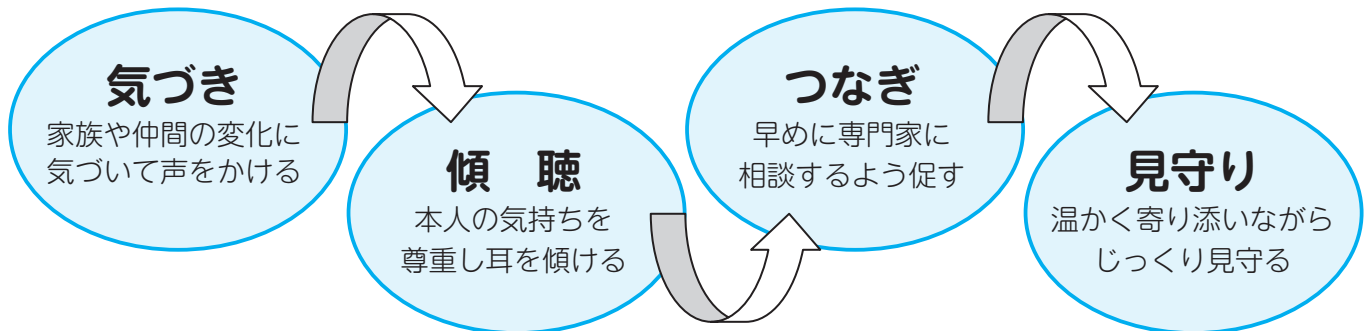 気づき
家族や仲間の変化に
気づいて声をかける
傾　聴
本人の気持ちを
尊重し耳を傾ける
つなぎ
早めに専門家に
相談するよう促す
見守り
温かく寄り添いながら
じっくり見守る